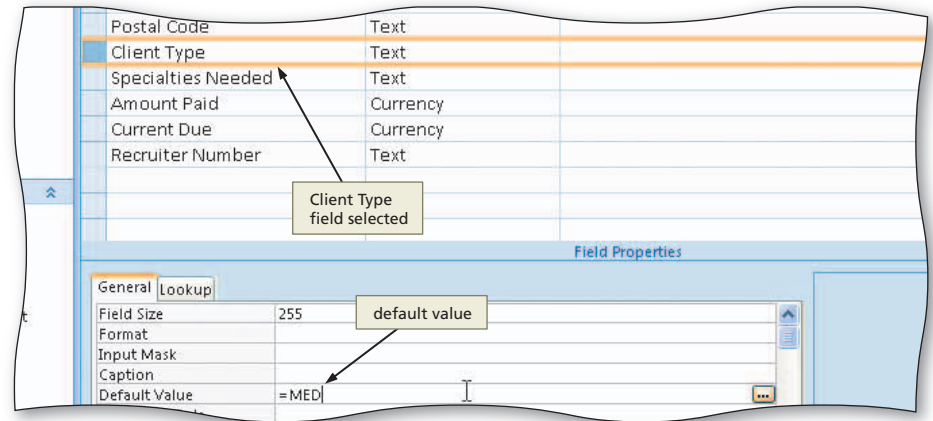 Postal Code Text
Client Type Text
Specialties Needed Text
Amount Paid Currency
Current Due Currency
Recruiter Number Text
Client Type
field selected
Field Properties
General Lookup
Field Size 255
default value
Format
Input Mask
Caption
Default Value =MED